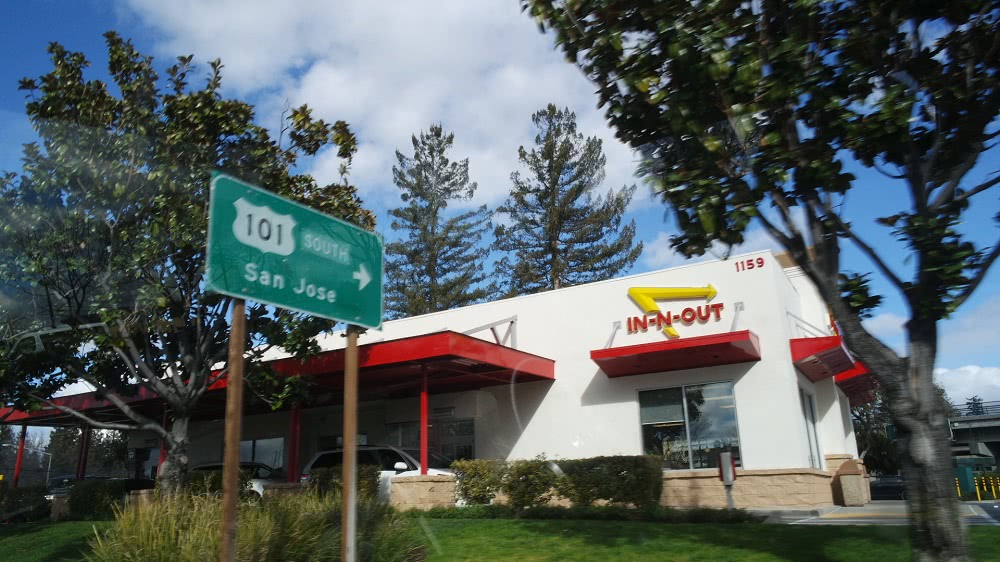 101 SOUTH
San Jose
1159
IN-N-OUT